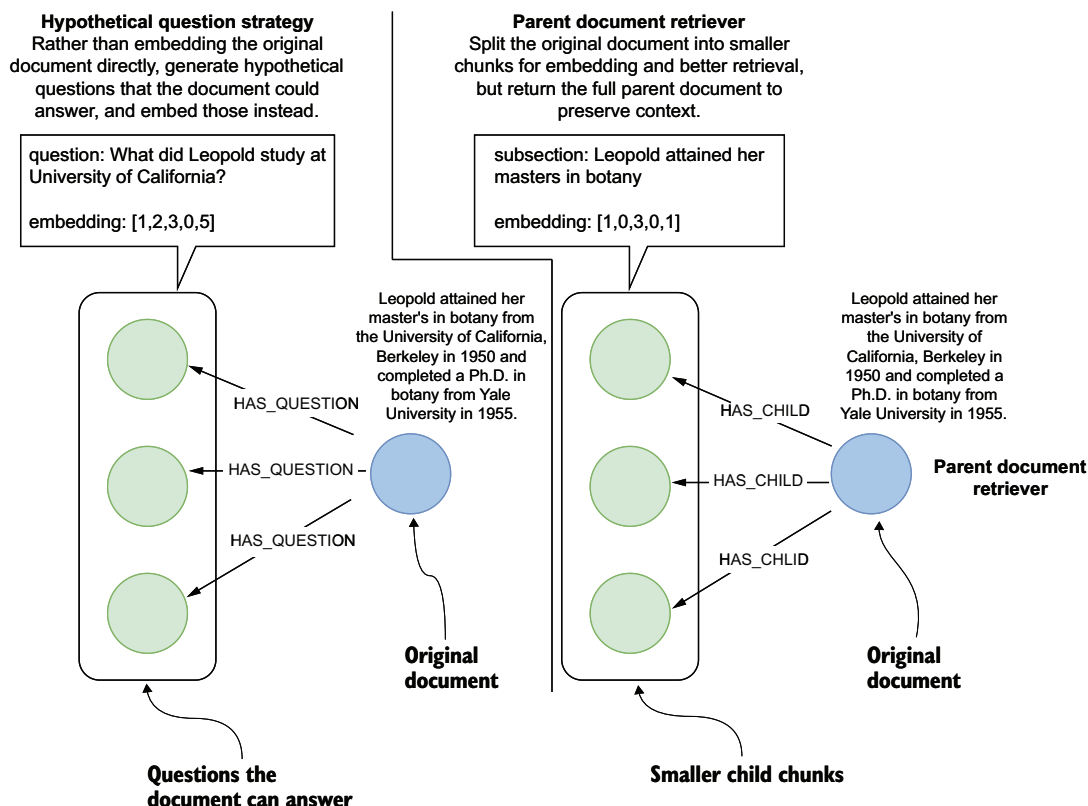 Hypothetical question strategy
Rather than embedding the original
document directly, generate hypothetical
questions that the document could
answer, and embed those instead.
question: What did Leopold study at
University of California?
embedding: [1,2,3,0,5]
Leopold attained her
master's in botany from
the University of California,
Berkeley in 1950 and
completed a Ph.D. in
botany from Yale
University in 1955.
HAS_QUESTION
HAS_QUESTION
HAS_QUESTION
Original
document
Questions the
document can answer
Parent document retriever
Split the original document into smaller
chunks for embedding and better retrieval,
but return the full parent document to
preserve context.
subsection: Leopold attained her
masters in botany
embedding: [1,0,3,0,1]
Leopold attained her
master's in botany from
the University of
California, Berkeley in
1950 and completed a
Ph.D. in botany from
Yale University in 1955.
HAS_CHILD
HAS_CHILD
HAS_CHLID
Parent document
retriever
Original
document
Smaller child chunks